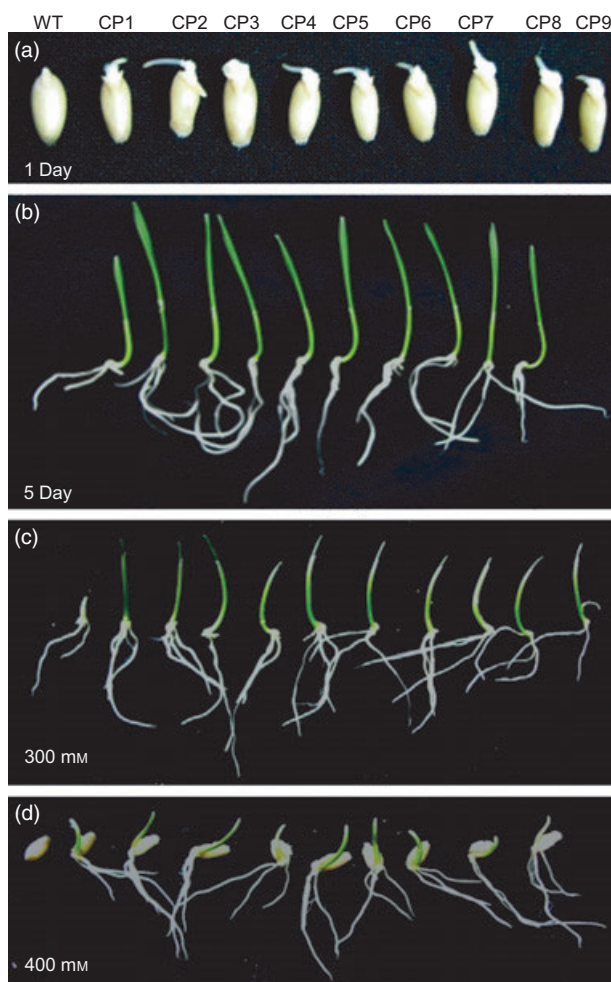 WT CP1 CP2 CP3 CP4 CP5 CP6 CP7 CP8 CP9
(a)
1 Day
(b)
5 Day
(c)
300 mM
(d)
400 mM